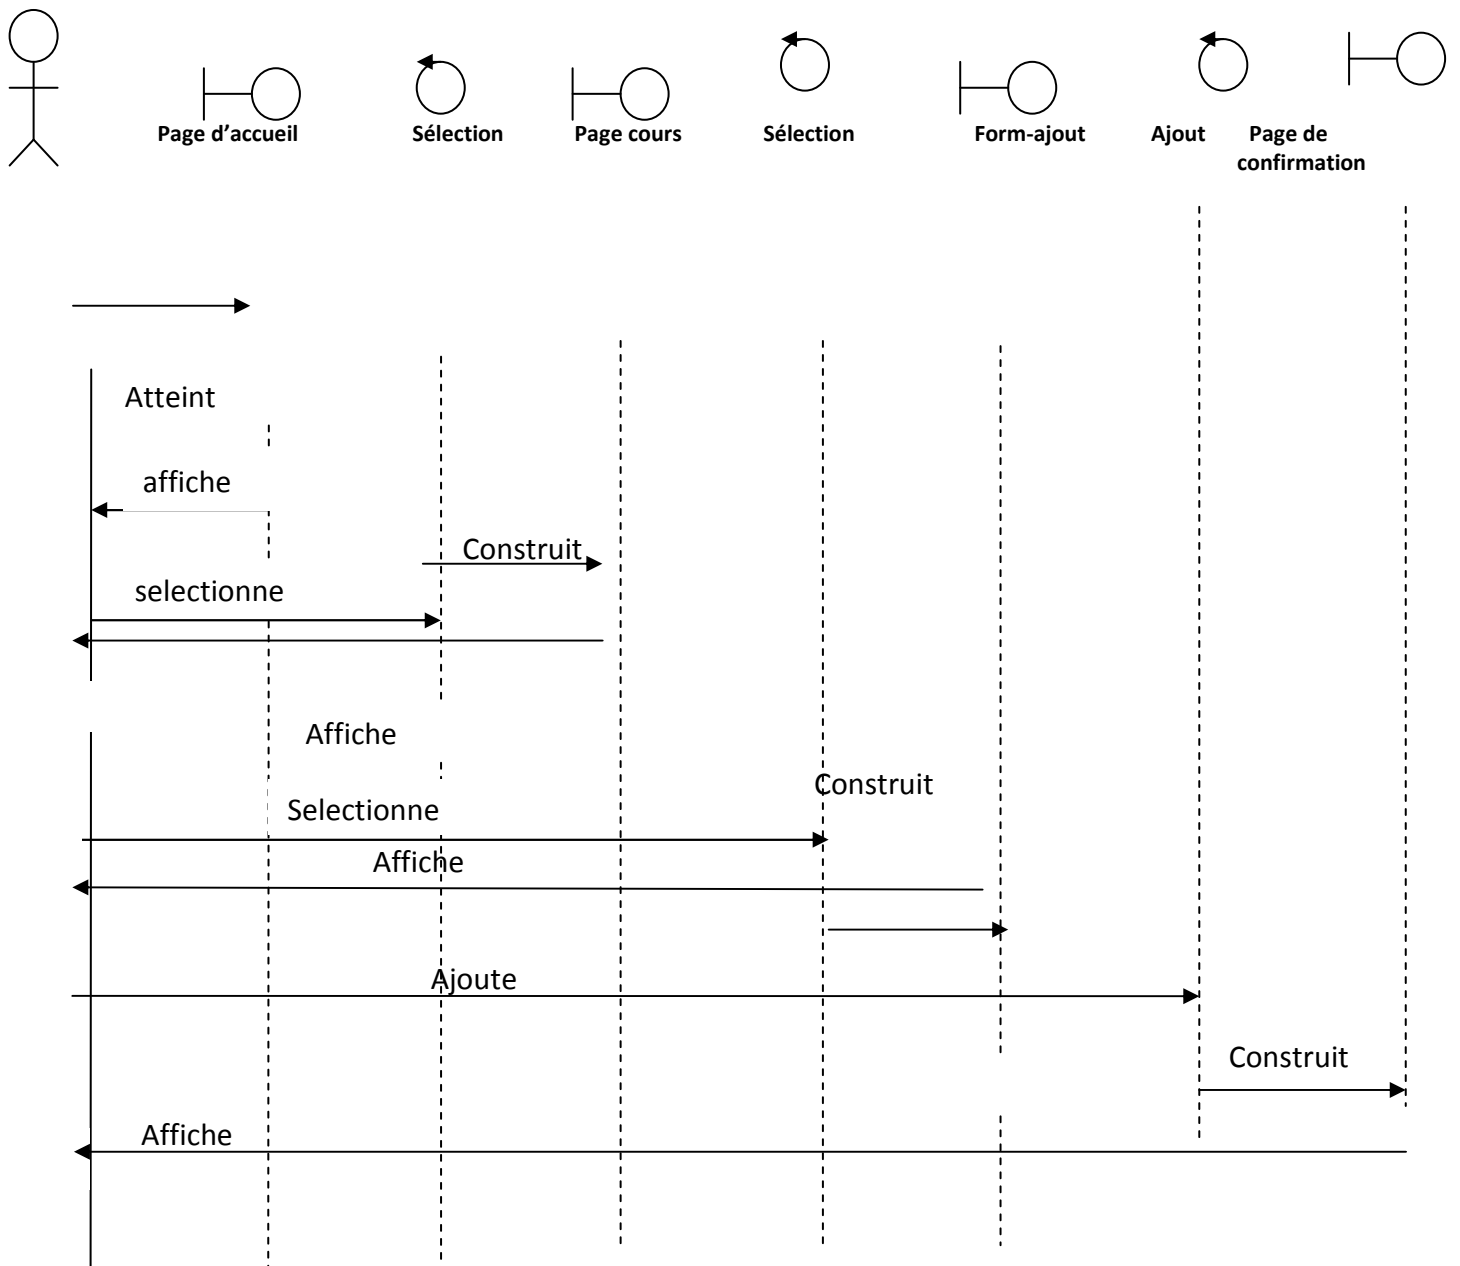 Page d’accueil
Sélection
Page cours
Sélection
Form-ajout
Ajout
Page de
confirmation
Atteint
affiche
Construit
selectionne
Affiche
Construit
Selectionne
Affiche
Ajoute
Construit
Affiche